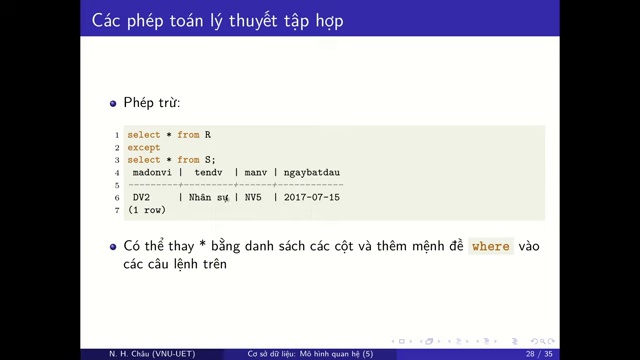 Các phép toán lý thuyết tập hợp
Phép trừ:
1 select * from R
2 except
3 select * from S;
4 madonvi | tendv | manv | ngaybatdau
5 ---------+---------+------+------------
6 DV2 | Nhân sự | NV5 | 2017-07-15
7 (1 row)
Có thể thay * bằng danh sách các cột và thêm mệnh đề where vào
các câu lệnh trên
N. H. Châu (VNU-UET) Cơ sở dữ liệu: Mô hình quan hệ (5) 28 / 35